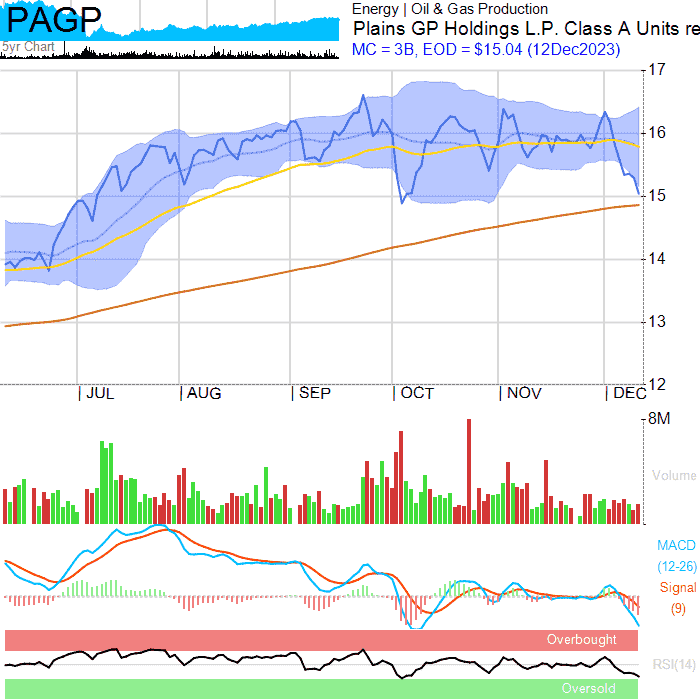 PAGP
5yr Chart
Energy | Oil & Gas Production
Plains GP Holdings L.P. Class A Units re
MC = 3B, EOD = $15.04 (12Dec2023)
17
16
15
14
13
12
| JUL | AUG | SEP | OCT | NOV | DEC
8M
Volume
MACD
(12-26)
Signal
(9)
Overbought
RSI(14)
Oversold